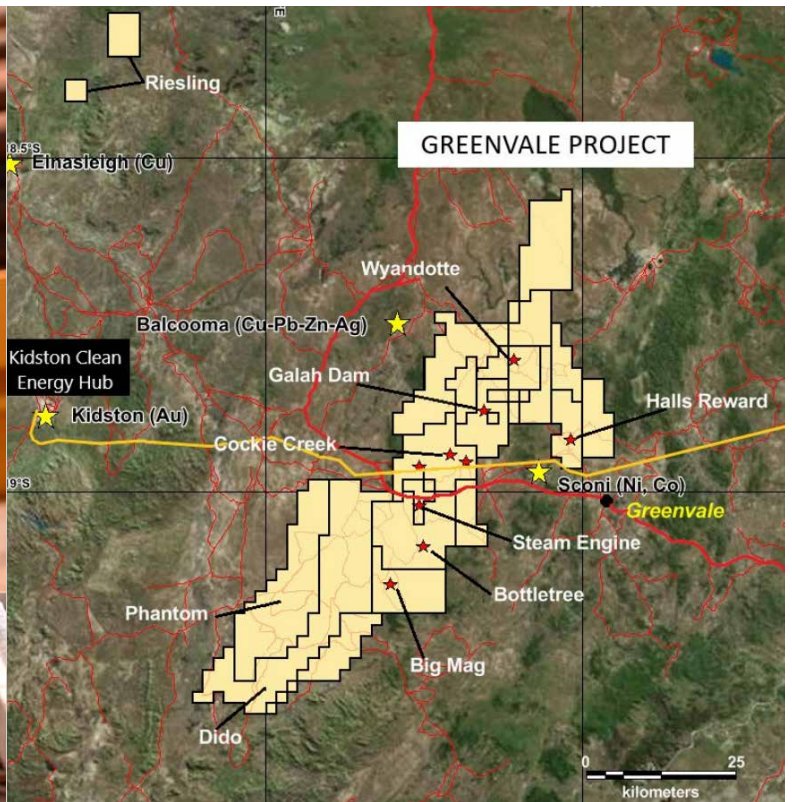 Riesling
18.5°S
Einasleigh (Cu)
GREENVALE PROJECT
Wyandotte
Balcooma (Cu-Pb-Zn-Ag)
Kidston Clean
Energy Hub
Galah Dam
Halls Reward
Kidston (Au)
Cockie Creek
19°S
Sconi (Ni, Co)
Greenvale
Steam Engine
Bottletree
Phantom
Big Mag
Dido
0 25
kilometers